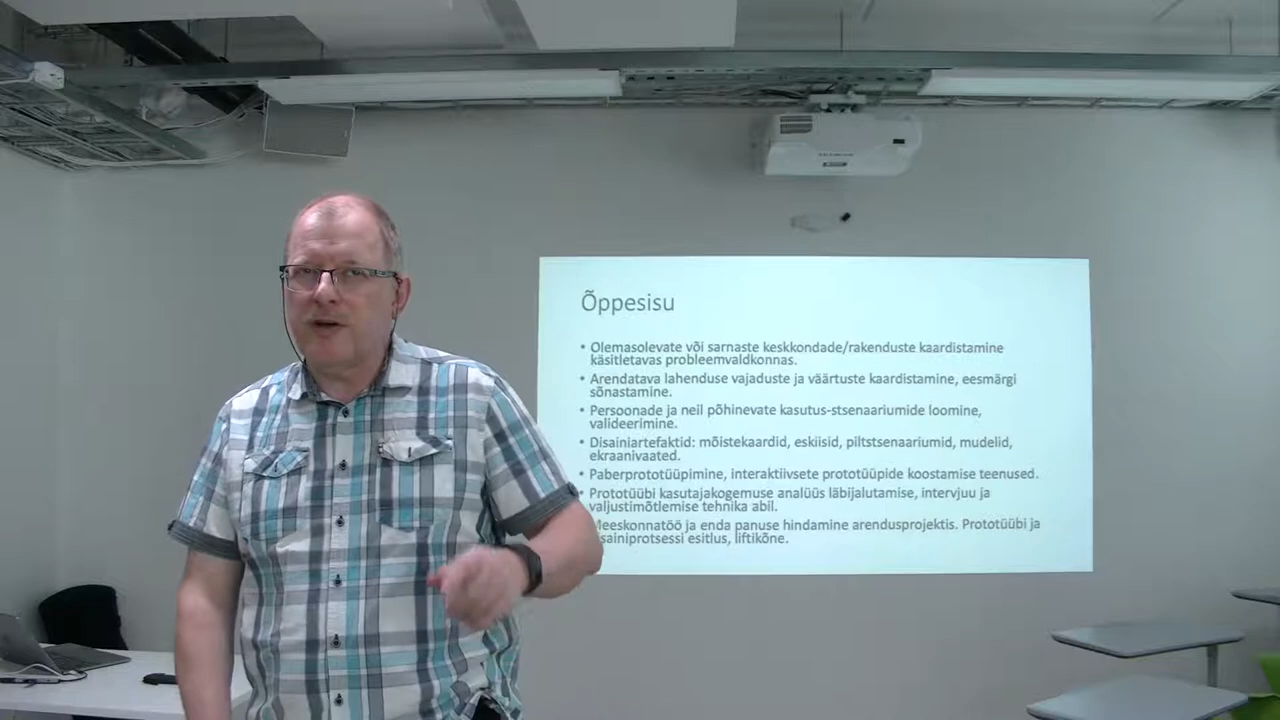 Õppesisu
• Olemasolevate või sarnaste keskkondade/rakenduste kaardistamine
käsitletavas probleemvaldkonnas.
• Arendatava lahenduse vajaduste ja väärtuste kaardistamine, eesmärgi
sõnastamine.
• Persoonade ja neil põhinevate kasutus-stsenaariumide loomine,
valideerimine.
• Disainiartefaktid: mõistekaardid, eskiisid, piltstsenaariumid, mudelid,
ekraanivaated.
• Paberprototüüpimine, interaktiivsete prototüüpide koostamise teenused.
• Prototüübi kasutajakogemuse analüüs läbijalutamise, intervjuu ja
valjustimõtlemise tehnika abil.
Meeskonnatöö ja enda panuse hindamine arendusprojektis. Prototüübi ja
sainiprotsessi esitlus, liftikõne.